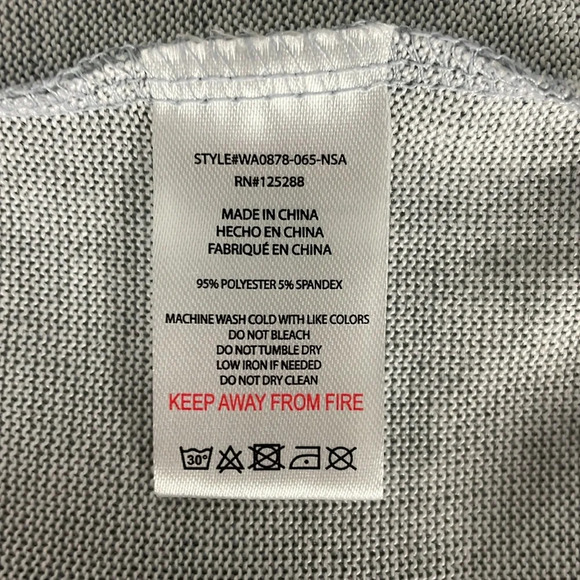 STYLE#WA0878-065-NSA
RN#125288
MADE IN CHINA
HECHO EN CHINA
FABRIQUÉ EN CHINA
95% POLYESTER 5% SPANDEX
MACHINE WASH COLD WITH LIKE COLORS
DO NOT BLEACH
DO NOT TUMBLE DRY
LOW IRON IF NEEDED
DO NOT DRY CLEAN
KEEP AWAY FROM FIRE
30°